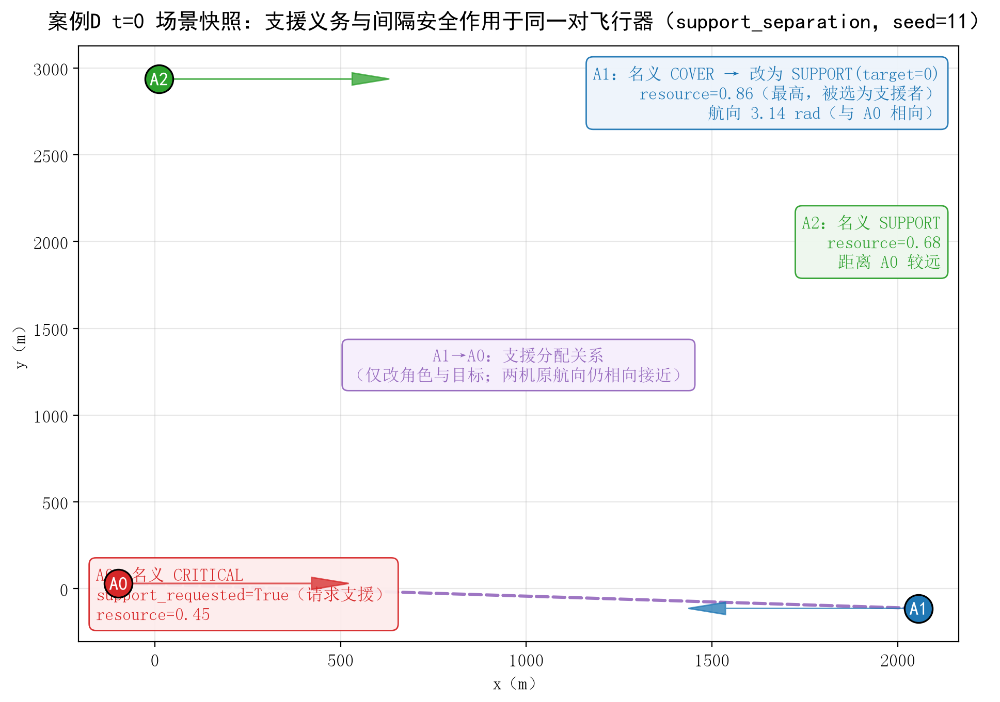 案例D t=0 场景快照：支援义务与间隔安全作用于同一对飞行器（support_separation, seed=11）
3000
2500
2000
1500
1000
500
0
y（m）
A2
A1：名义 COVER → 改为 SUPPORT(target=0)
resource=0.86（最高，被选为支援者）
航向 3.14 rad（与 A0 相向）
A2：名义 SUPPORT
resource=0.68
距离 A0 较远
A1→A0：支援分配关系
（仅改角色与目标；两机原航向仍相向接近）
A0
名义 CRITICAL
support_requested=True（请求支援）
resource=0.45
A1
0
500
1000
1500
2000
x（m）